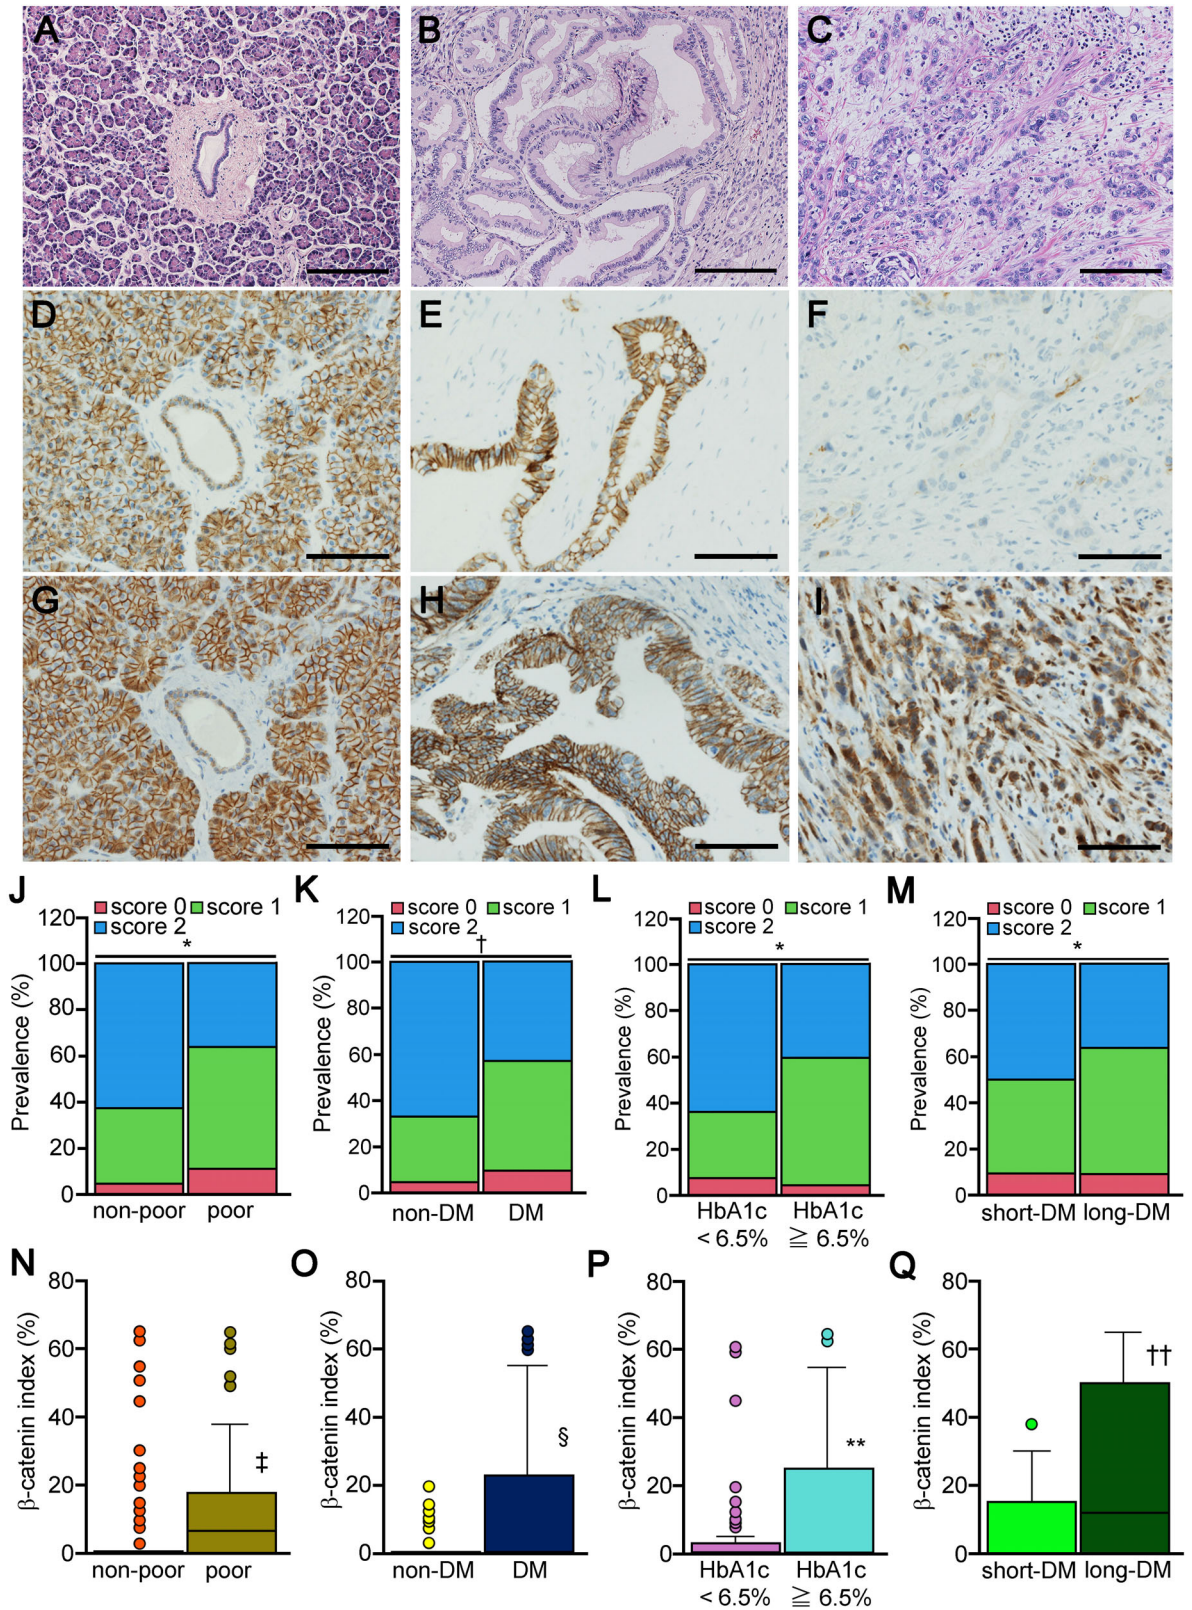 A
B
C
D
E
F
G
H
I
J
score 0
score 1
score 2
*
Prevalence (%)
120
100
80
60
40
20
0
non-poor
poor
K
score 0
score 1
score 2
†
Prevalence (%)
120
100
80
60
40
20
0
non-DM
DM
L
score 0
score 1
score 2
*
Prevalence (%)
120
100
80
60
40
20
0
HbA1c
< 6.5%
HbA1c
≧ 6.5%
M
score 0
score 1
score 2
*
Prevalence (%)
120
100
80
60
40
20
0
short-DM
long-DM
N
β-catenin index (%)
80
60
40
20
0
‡
non-poor
poor
O
β-catenin index (%)
80
60
40
20
0
§
non-DM
DM
P
β-catenin index (%)
80
60
40
20
0
**
HbA1c
< 6.5%
HbA1c
≧ 6.5%
Q
β-catenin index (%)
80
60
40
20
0
††
short-DM
long-DM